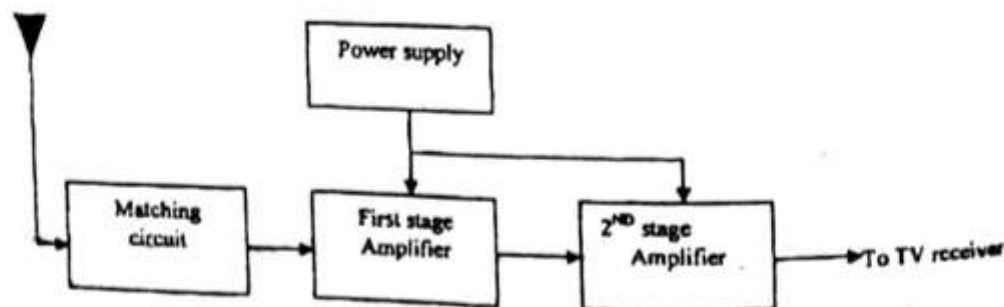 Power supply
Matching
circuit
First stage
Amplifier
2ND stage
Amplifier
To TV receiver